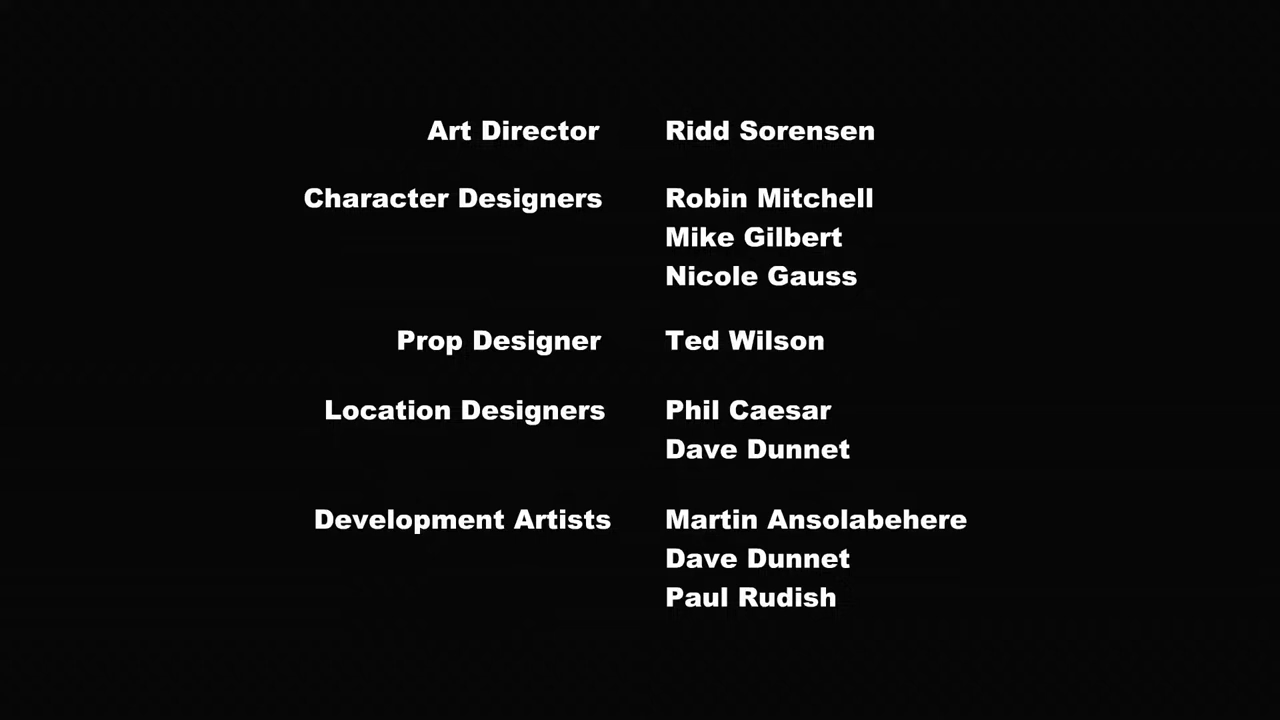 Art Director Ridd Sorensen
Character Designers Robin Mitchell
Mike Gilbert
Nicole Gauss
Prop Designer Ted Wilson
Location Designers Phil Caesar
Dave Dunnet
Development Artists Martin Ansolabehere
Dave Dunnet
Paul Rudish